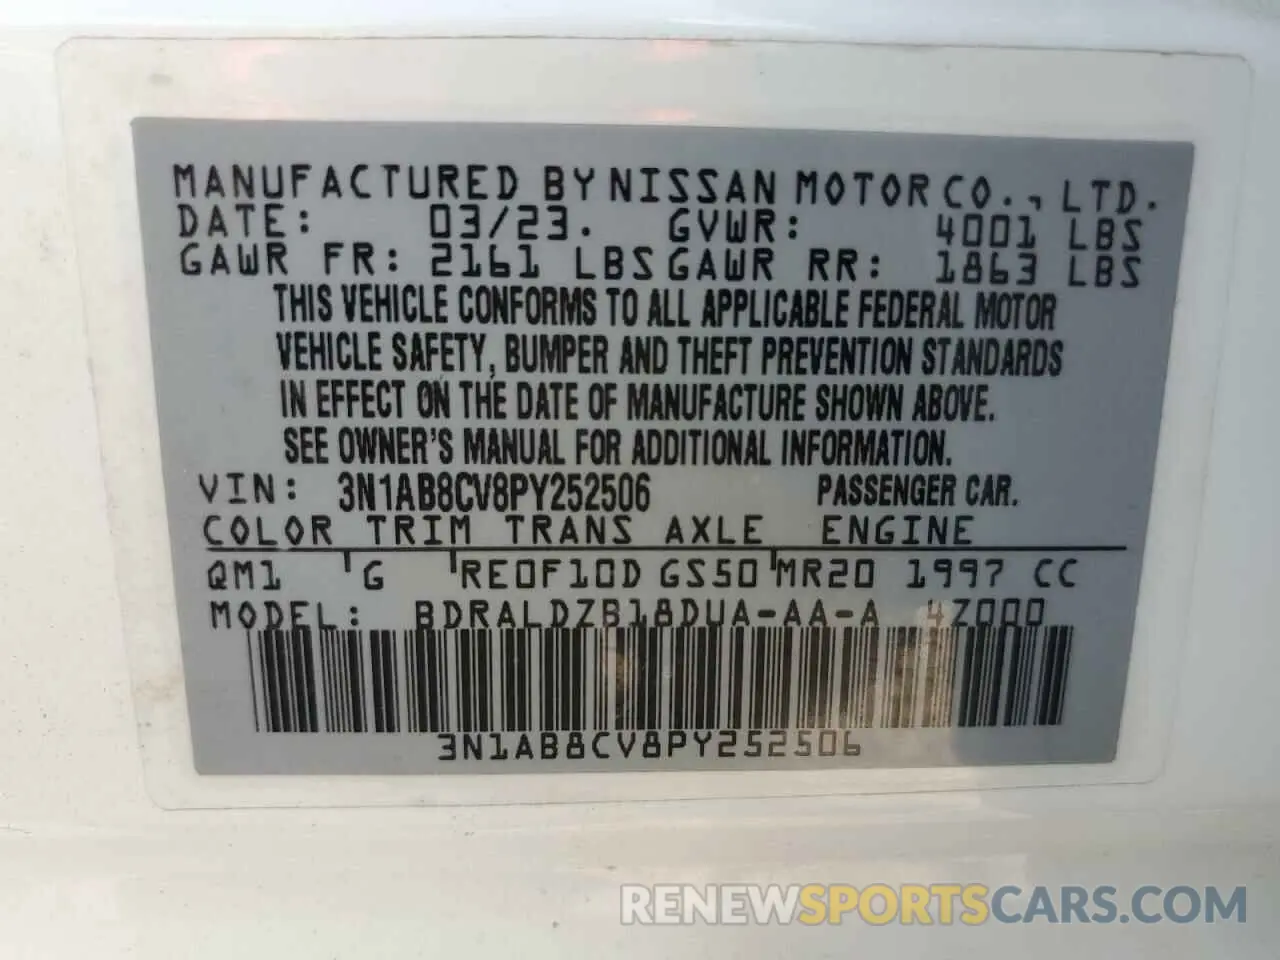 MANUFACTURED BY NISSAN MOTOR CO., LTD.
DATE: 03/23. GVWR: 4001 LBS
GAWR FR: 2161 LBS GAWR RR: 1863 LBS
THIS VEHICLE CONFORMS TO ALL APPLICABLE FEDERAL MOTOR
VEHICLE SAFETY, BUMPER AND THEFT PREVENTION STANDARDS
IN EFFECT ON THE DATE OF MANUFACTURE SHOWN ABOVE.
SEE OWNER'S MANUAL FOR ADDITIONAL INFORMATION.
VIN: 3N1AB8CV8PY252506 PASSENGER CAR.
COLOR TRIM TRANS AXLE ENGINE
QM1 G RE0F10D GS50 MR20 1997 CC
MODEL: BDRALDZB18DUA-AA-A 4Z000
3N1AB8CV8PY252506
RENEWSPORTSCARS.COM